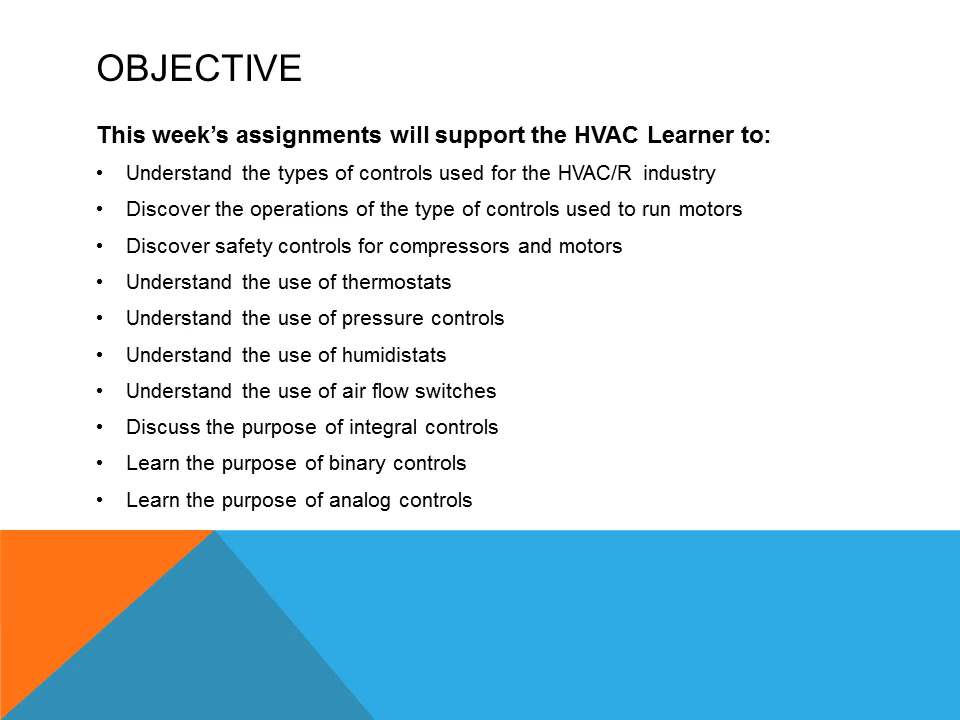 OBJECTIVE
This week’s assignments will support the HVAC Learner to:
• Understand the types of controls used for the HVAC/R industry
• Discover the operations of the type of controls used to run motors
• Discover safety controls for compressors and motors
• Understand the use of thermostats
• Understand the use of pressure controls
• Understand the use of humidistats
• Understand the use of air flow switches
• Discuss the purpose of integral controls
• Learn the purpose of binary controls
• Learn the purpose of analog controls